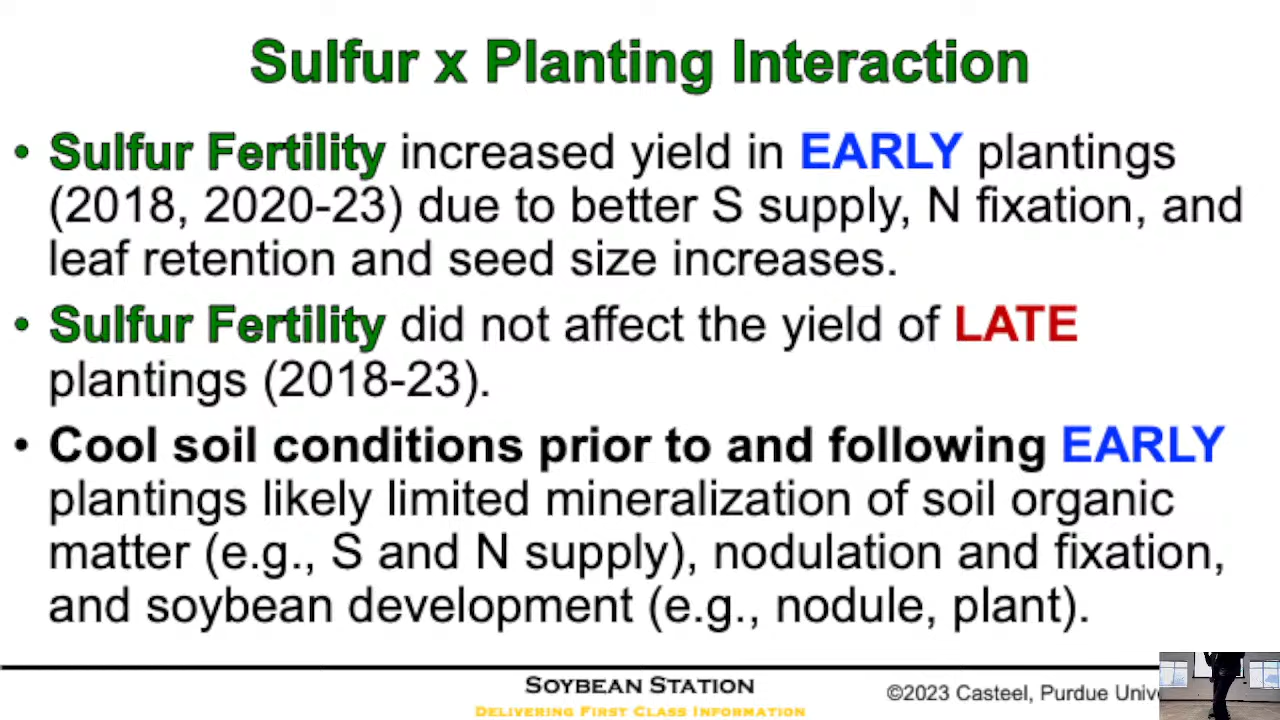 Sulfur x Planting Interaction
• Sulfur Fertility increased yield in EARLY plantings
(2018, 2020-23) due to better S supply, N fixation, and
leaf retention and seed size increases.
• Sulfur Fertility did not affect the yield of LATE
plantings (2018-23).
• Cool soil conditions prior to and following EARLY
plantings likely limited mineralization of soil organic
matter (e.g., S and N supply), nodulation and fixation,
and soybean development (e.g., nodule, plant).
SOYBEAN STATION
DELIVERING FIRST CLASS INFORMATION
©2023 Casteel, Purdue